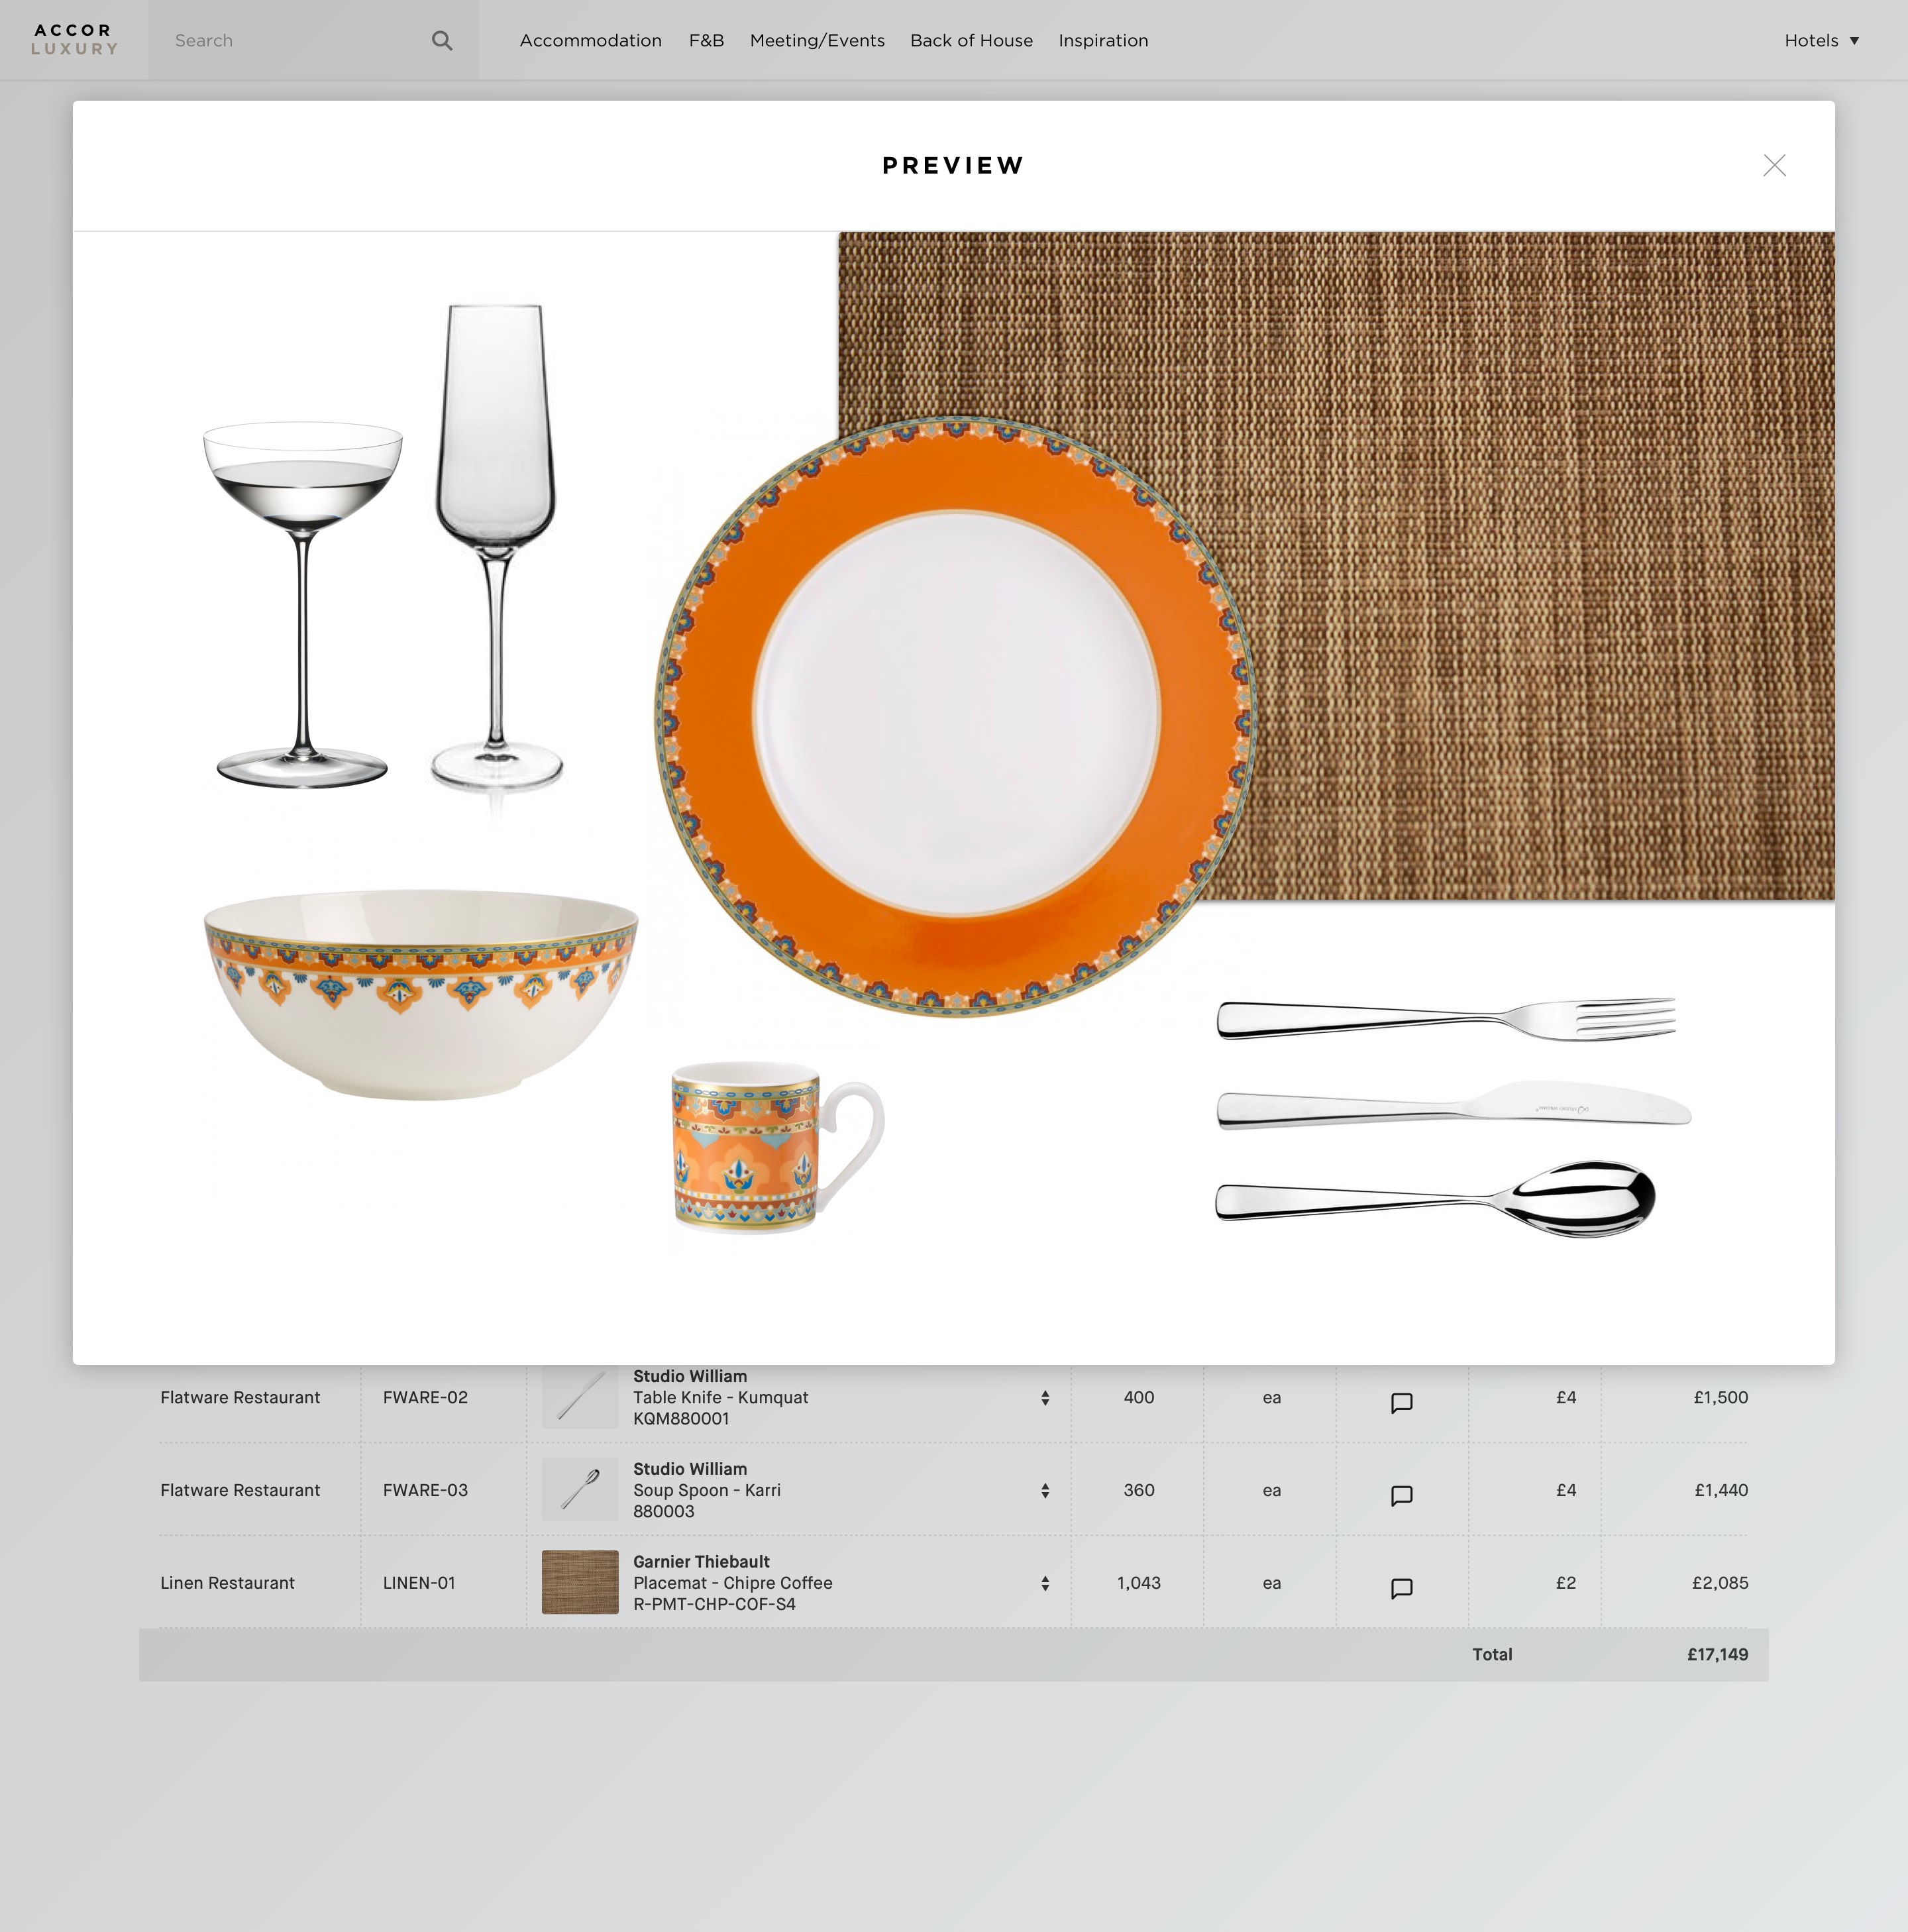 ACCOR
LUXURY
Search
Accommodation F&B Meeting/Events Back of House Inspiration
Hotels ▼
PREVIEW
Studio William
Flatware Restaurant FWARE-02 Table Knife - Kumquat 400 ea £4 £1,500
KQM880001
Studio William
Flatware Restaurant FWARE-03 Soup Spoon - Karri 360 ea £4 £1,440
880003
Garnier Thiebault
Linen Restaurant LINEN-01 Placemat - Chipre Coffee 1,043 ea £2 £2,085
R-PMT-CHP-COF-S4
Total £17,149